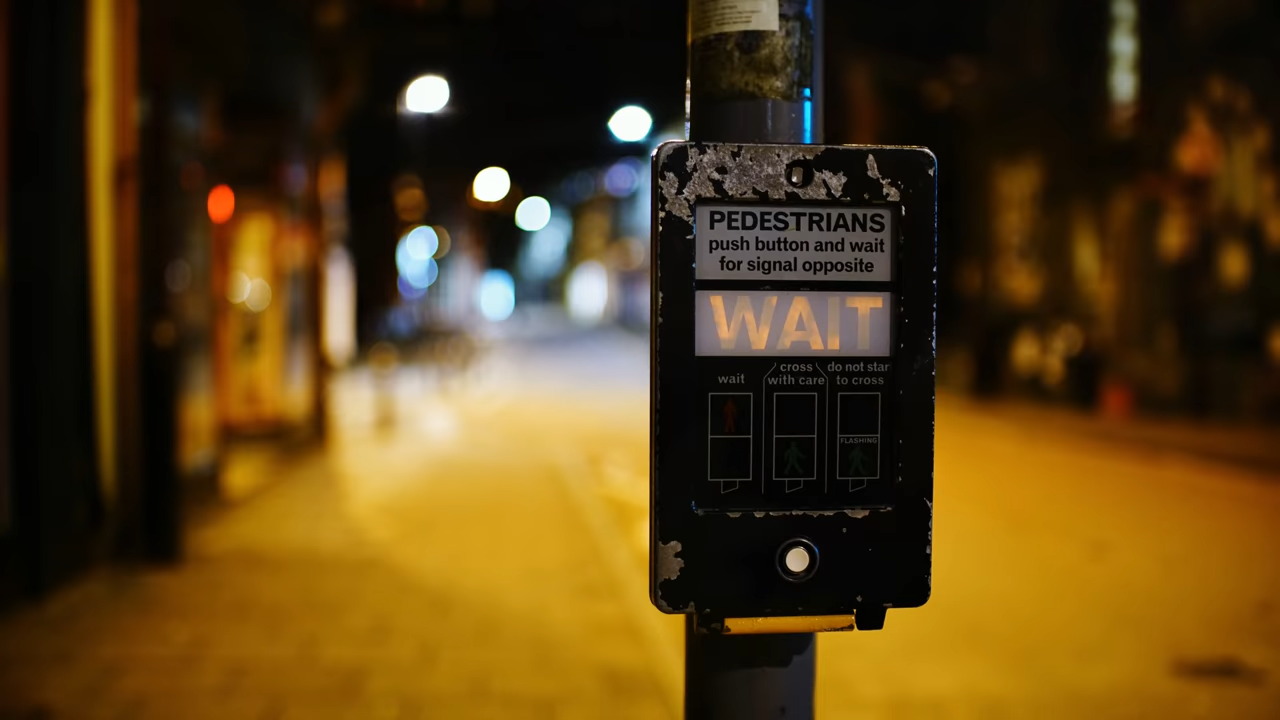 PEDESTRIANS
push button and wait
for signal opposite
WAIT
wait
cross
with care
do not star
to cross
FLASHING